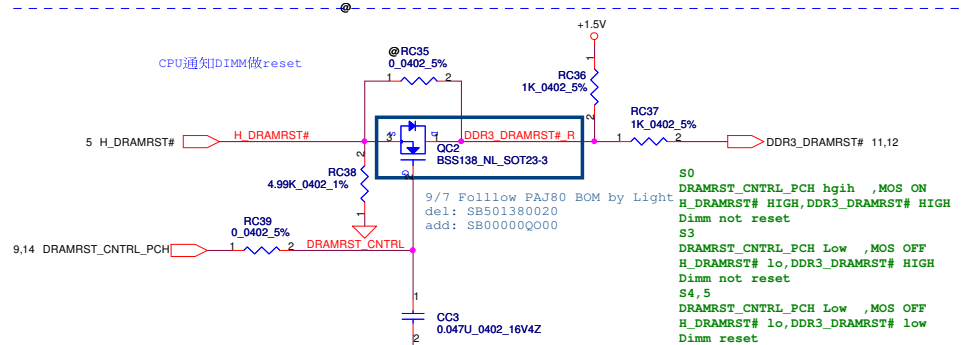 @
+1.5V
@RC35
0_0402_5%
1 2
CPU通知DIMM做reset
RC36
1K_0402_5%
1
2
RC37
1K_0402_5%
1 2
5 H_DRAMRST#
H_DRAMRST#
3 S D 1
DDR3_DRAMRST#_R
DDR3_DRAMRST# 11,12
QC2
BSS138_NL_SOT23-3
G
2
RC38
4.99K_0402_1%
2
1
9/7 Folllow PAJ80 BOM by Light
del: SB501380020
add: SB00000QO00
RC39
0_0402_5%
1 2
9,14 DRAMRST_CNTRL_PCH
DRAMRST_CNTRL
1
CC3
0.047U_0402_16V4Z
2
S0
DRAMRST_CNTRL_PCH hgih ,MOS ON
H_DRAMRST# HIGH,DDR3_DRAMRST# HIGH
Dimm not reset
S3
DRAMRST_CNTRL_PCH Low ,MOS OFF
H_DRAMRST# lo,DDR3_DRAMRST# HIGH
Dimm not reset
S4,5
DRAMRST_CNTRL_PCH Low ,MOS OFF
H_DRAMRST# lo,DDR3_DRAMRST# low
Dimm reset